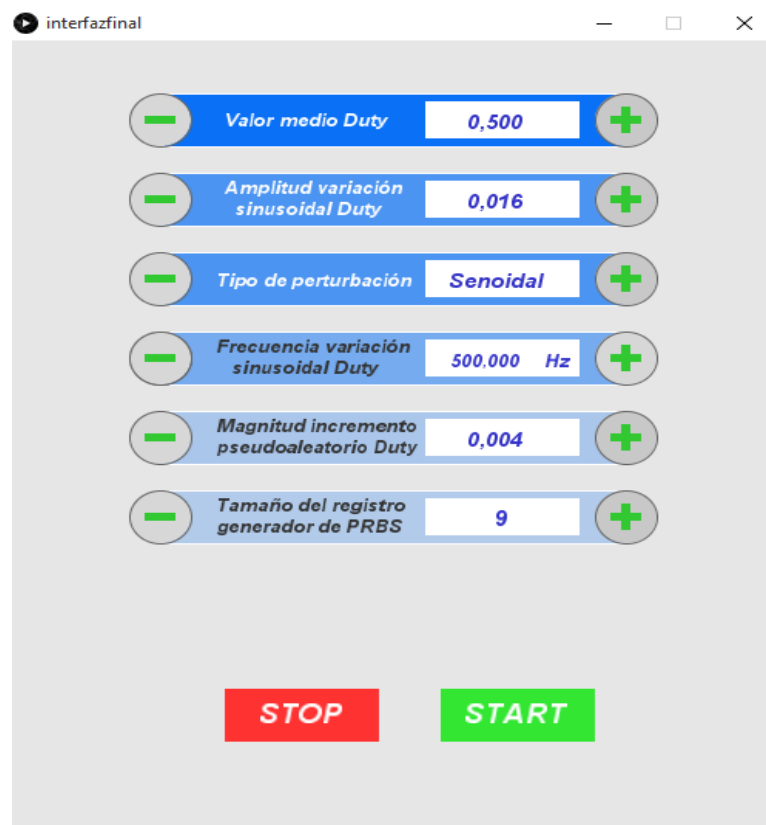 interfazfinal
Valor medio Duty 0,500
Amplitud variación
sinusoidal Duty 0,016
Tipo de perturbación Senoidal
Frecuencia variación
sinusoidal Duty 500,000 Hz
Magnitud incremento
pseudoaleatorio Duty 0,004
Tamaño del registro
generador de PRBS 9
STOP START